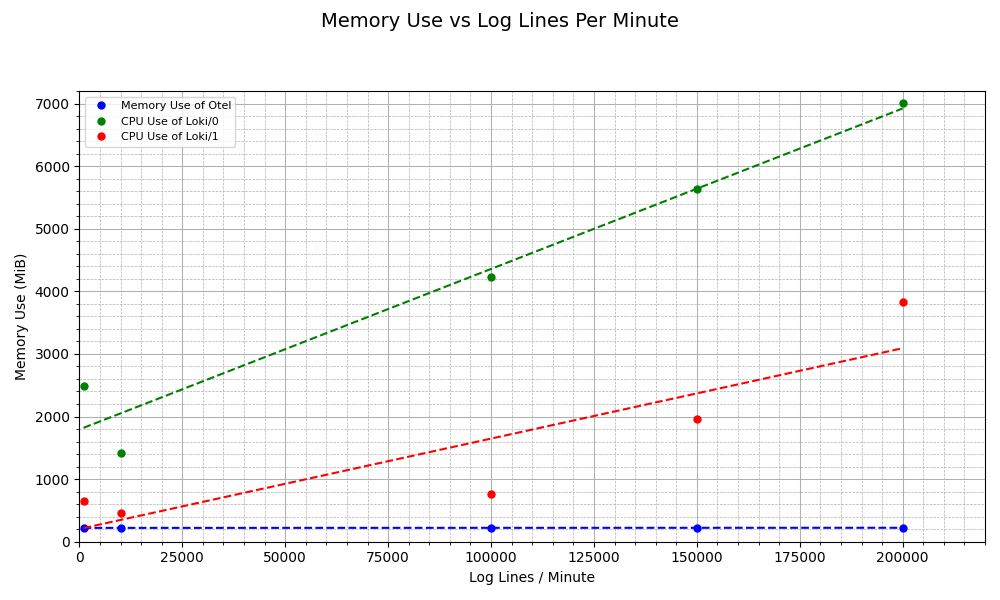 Memory Use vs Log Lines Per Minute
7000
6000
5000
4000
3000
2000
1000
0
Memory Use (MiB)
Memory Use of Otel
CPU Use of Loki/0
CPU Use of Loki/1
0 25000 50000 75000 100000 125000 150000 175000 200000
Log Lines / Minute